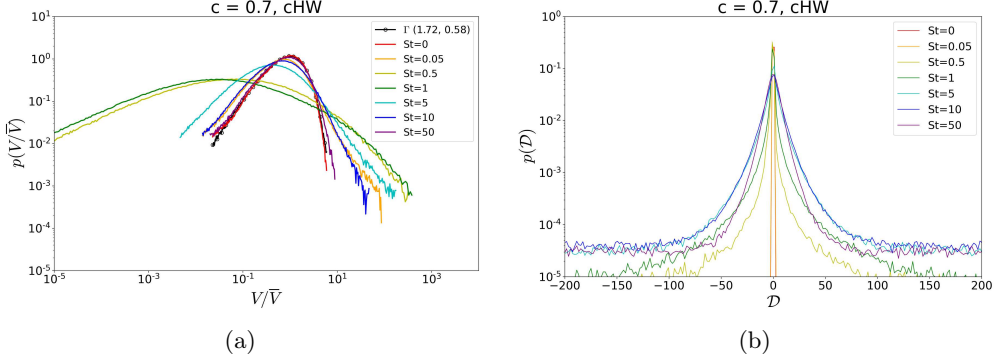 c = 0.7, cHW
Γ (1.72, 0.58)
St=0
St=0.05
St=0.5
St=1
St=5
St=10
St=50
10^1
10^0
10^-1
10^-2
10^-3
10^-4
10^-5
p(V/V̅)
10^-5
10^-3
10^-1
10^1
10^3
V/V̅
(a)
c = 0.7, cHW
St=0
St=0.05
St=0.5
St=1
St=5
St=10
St=50
10^0
10^-1
10^-2
10^-3
10^-4
10^-5
p(𝒟)
−200 −150 −100 −50 0 50 100 150 200
𝒟
(b)